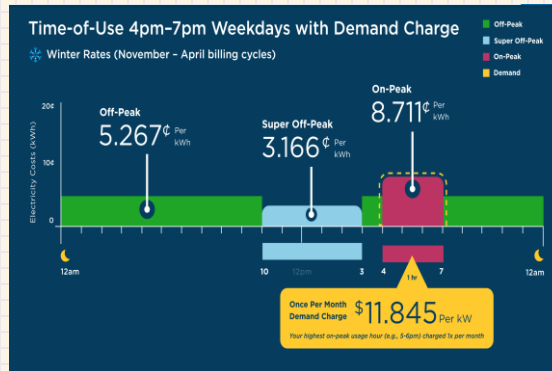 Time-of-Use 4pm–7pm Weekdays with Demand Charge
Winter Rates (November – April billing cycles)
Off-Peak
Super Off-Peak
On-Peak
Demand
Electricity Costs (kWh)
20¢
10¢
0
Off-Peak
5.267¢ Per kWh
Super Off-Peak
3.166¢ Per kWh
On-Peak
8.711¢ Per kWh
12am
10
12pm
3
4
7
12am
1 hr
Once Per Month
Demand Charge
$11.845 Per kW
Your highest on-peak usage hour (e.g., 5-6pm) charged 1x per month